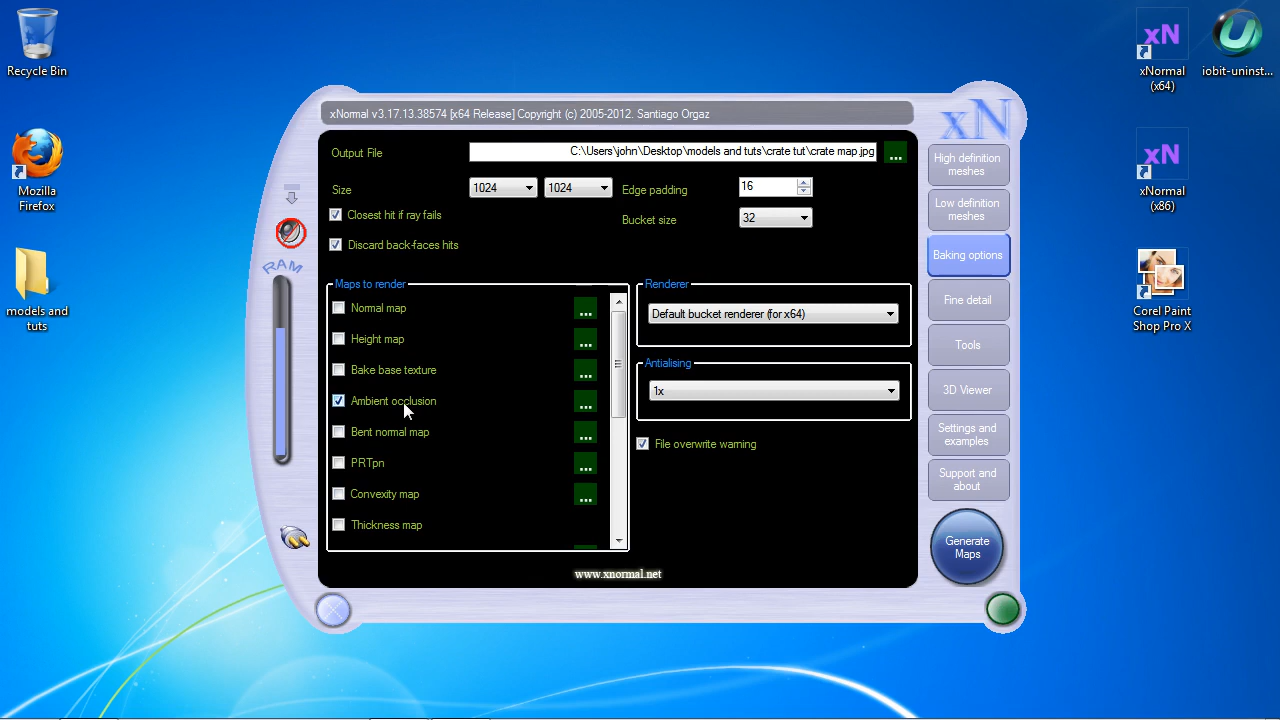 Recycle Bin
Mozilla
Firefox
models and
tuts
xNormal
(x64)
iobit-uninst...
xNormal
(x86)
Corel Paint
Shop Pro X
xNormal v3.17.13.38574 [x64 Release] Copyright (c) 2005-2012. Santiago Orgaz
xN
Output File
C:\Users\john\Desktop\models and tuts\crate tut\crate map.jpg
...
Size
1024
1024
Edge padding
16
Closest hit if ray fails
Bucket size
32
Discard back-faces hits
RAM
Maps to render
Normal map
...
Height map
...
Bake base texture
...
Ambient occlusion
...
Bent normal map
...
PRTpn
...
Convexity map
...
Thickness map
Renderer
Default bucket renderer (for x64)
Antialising
1x
File overwrite warning
www.xnormal.net
High definition
meshes
Low definition
meshes
Baking options
Fine detail
Tools
3D Viewer
Settings and
examples
Support and
about
Generate
Maps